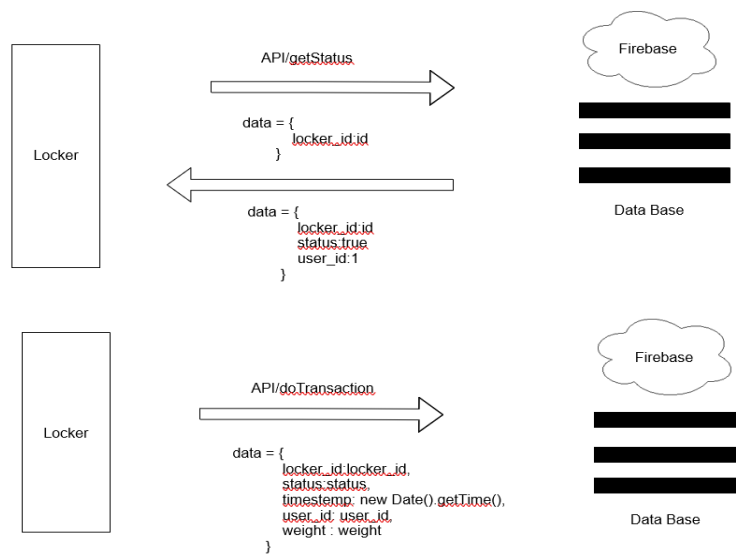 API/getStatus
Firebase
data = {
locker_id:id
}
Locker
data = {
locker_id:id
status:true
user_id:1
}
Data Base
Firebase
API/doTransaction
Locker
data = {
locker_id:locker_id,
status:status,
timestemp: new Date().getTime(),
user_id: user_id,
weight : weight
}
Data Base